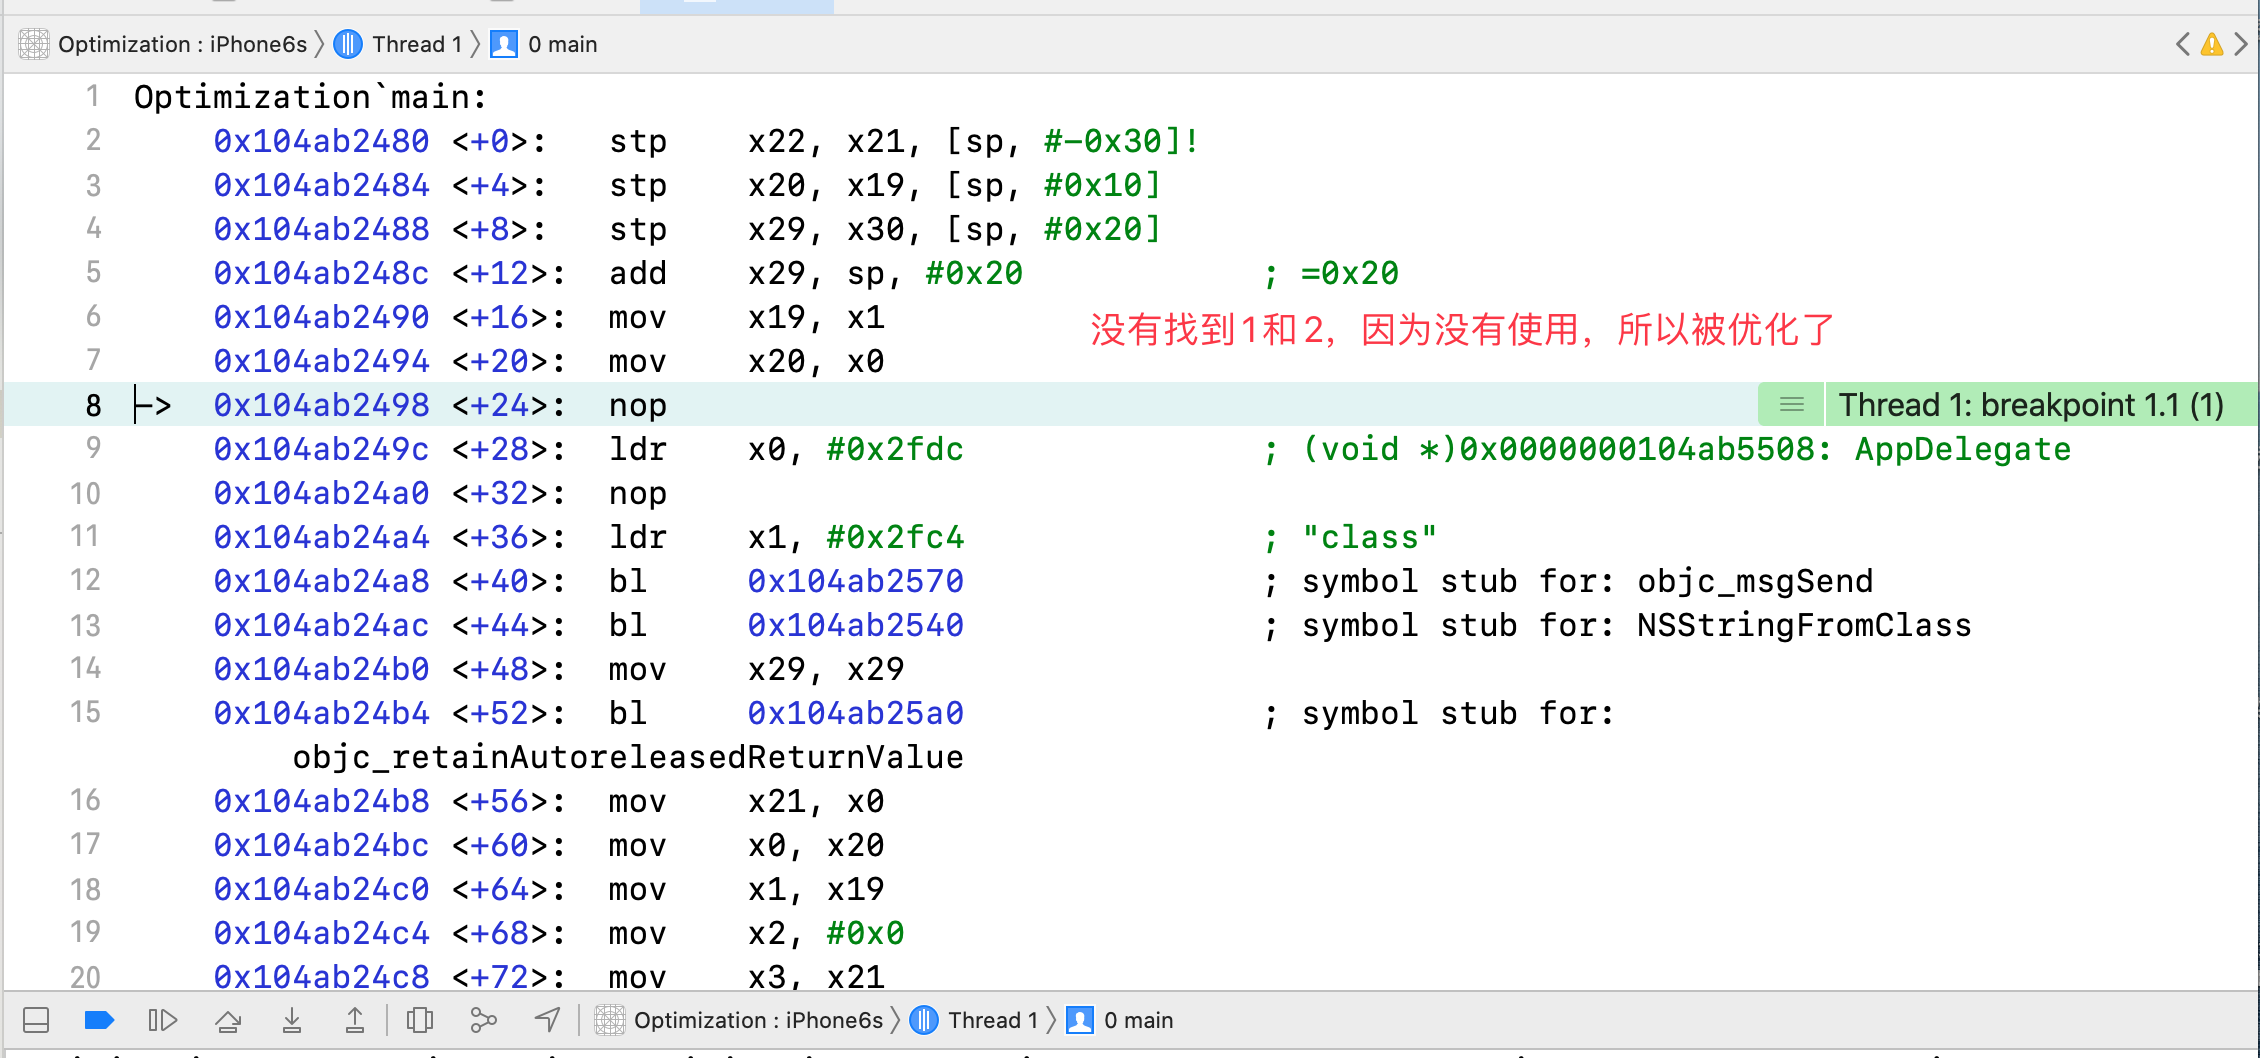 Optimization : iPhone6s 〉 Thread 1 〉 0 main
1 Optimization`main:
2 0x104ab2480 <+0>: stp x22, x21, [sp, #-0x30]!
3 0x104ab2484 <+4>: stp x20, x19, [sp, #0x10]
4 0x104ab2488 <+8>: stp x29, x30, [sp, #0x20]
5 0x104ab248c <+12>: add x29, sp, #0x20 ; =0x20
6 0x104ab2490 <+16>: mov x19, x1
没有找到1和2，因为没有使用，所以被优化了
7 0x104ab2494 <+20>: mov x20, x0
8 -> 0x104ab2498 <+24>: nop Thread 1: breakpoint 1.1 (1)
9 0x104ab249c <+28>: ldr x0, #0x2fdc ; (void *)0x0000000104ab5508: AppDelegate
10 0x104ab24a0 <+32>: nop
11 0x104ab24a4 <+36>: ldr x1, #0x2fc4 ; "class"
12 0x104ab24a8 <+40>: bl 0x104ab2570 ; symbol stub for: objc_msgSend
13 0x104ab24ac <+44>: bl 0x104ab2540 ; symbol stub for: NSStringFromClass
14 0x104ab24b0 <+48>: mov x29, x29
15 0x104ab24b4 <+52>: bl 0x104ab25a0 ; symbol stub for:
objc_retainAutoreleasedReturnValue
16 0x104ab24b8 <+56>: mov x21, x0
17 0x104ab24bc <+60>: mov x0, x20
18 0x104ab24c0 <+64>: mov x1, x19
19 0x104ab24c4 <+68>: mov x2, #0x0
20 0x104ab24c8 <+72>: mov x3, x21
Optimization : iPhone6s 〉 Thread 1 〉 0 main